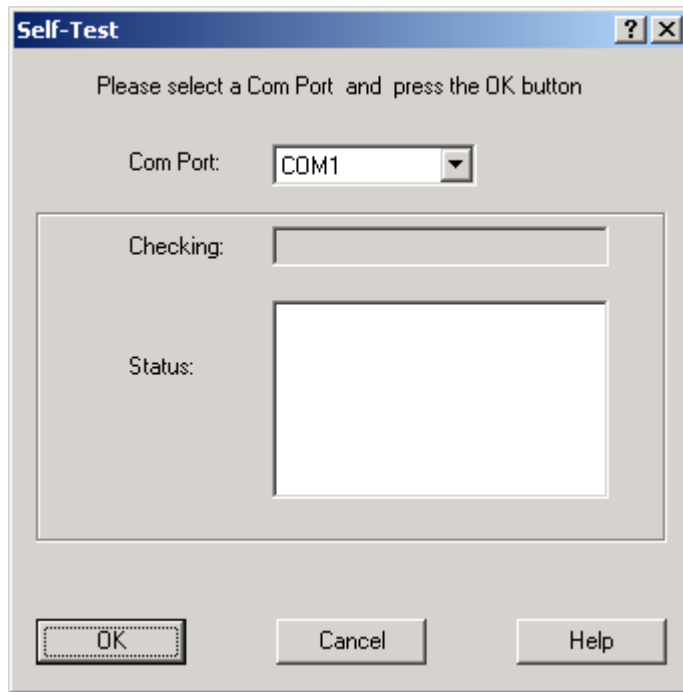 Self-Test
Please select a Com Port and press the OK button
Com Port: COM1
Checking:
Status:
OK Cancel Help